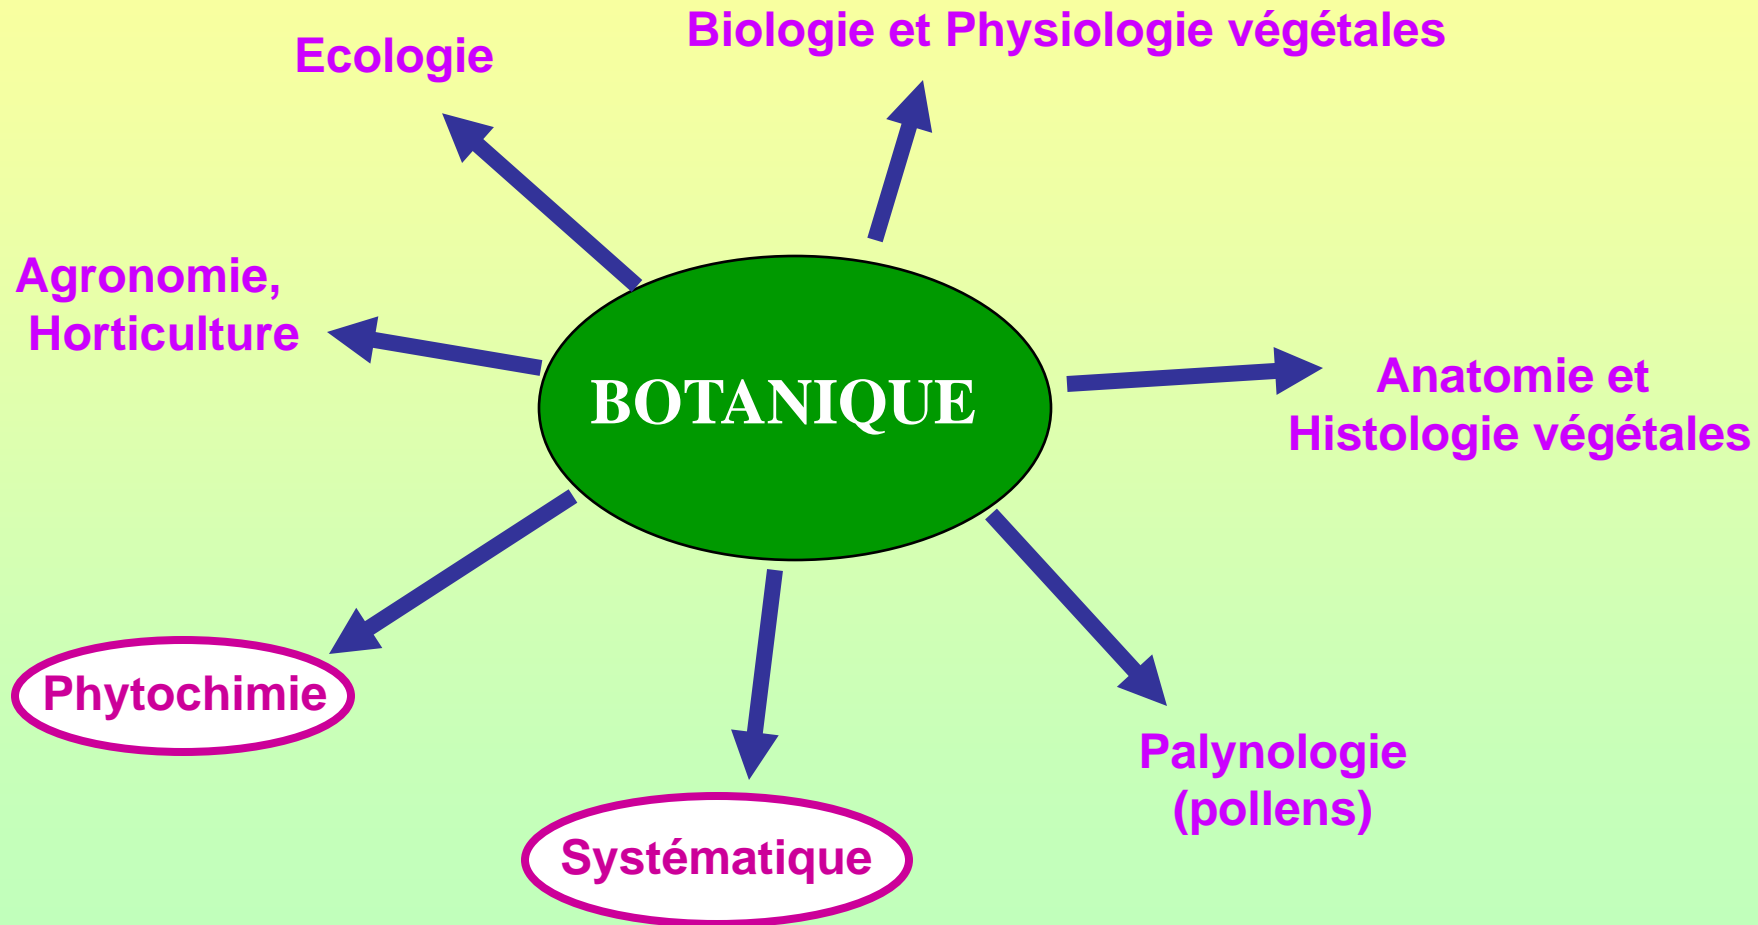 Biologie et Physiologie végétales
Ecologie
Agronomie,
Horticulture
BOTANIQUE
Anatomie et
Histologie végétales
Phytochimie
Palynologie
(pollens)
Systématique